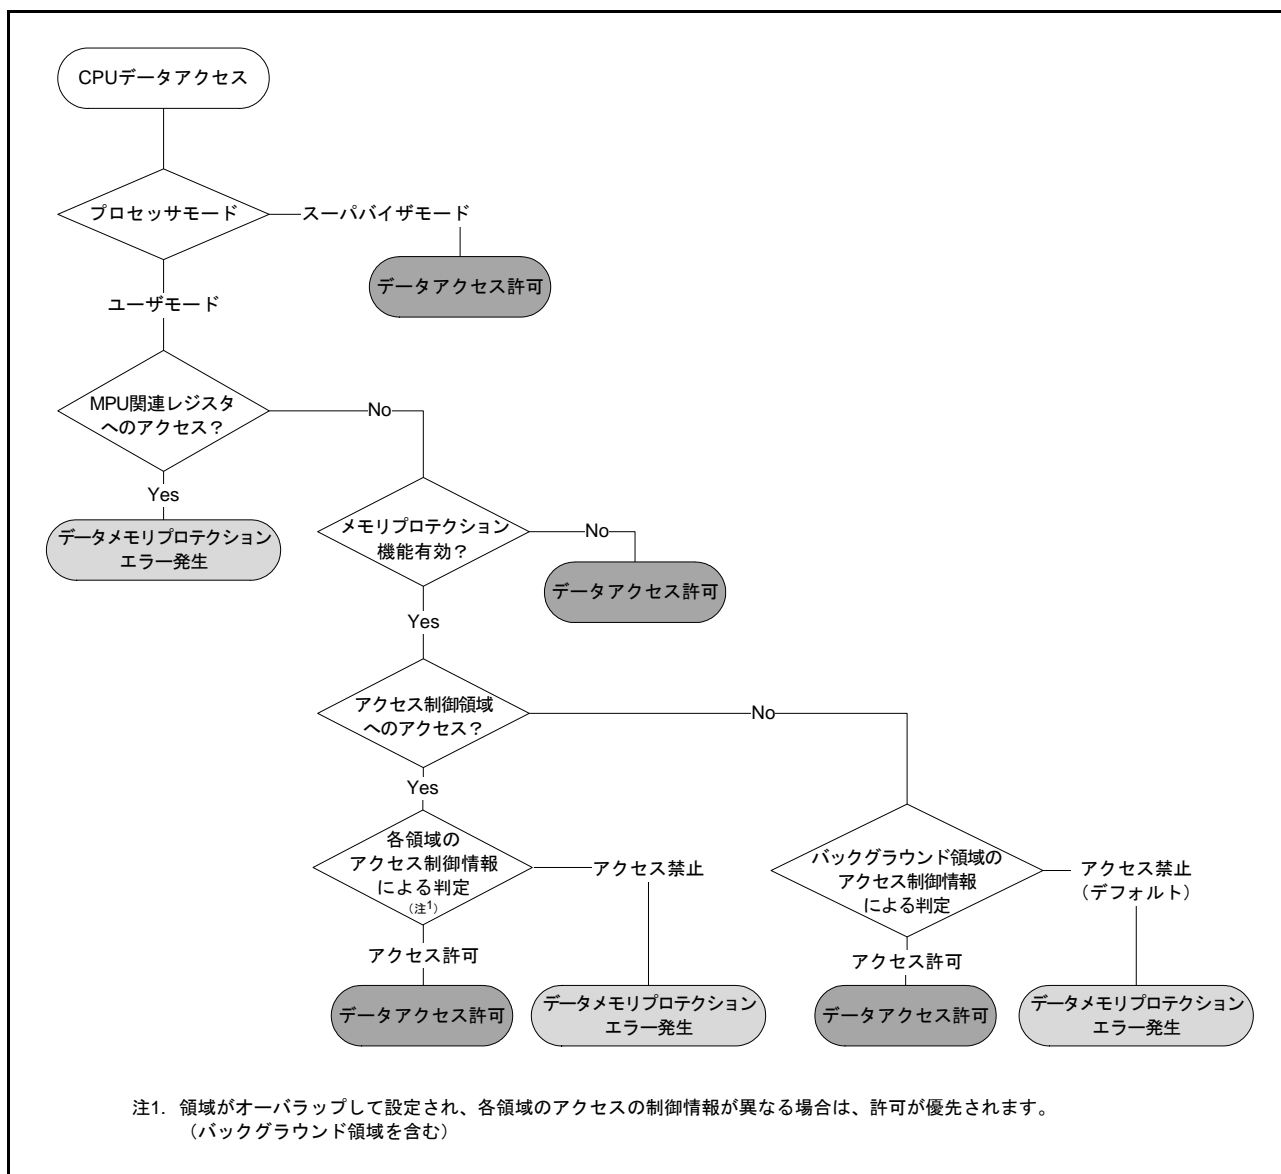 CPUデータアクセス
プロセッサモード
スーパバイザモード
データアクセス許可
ユーザモード
MPU関連レジスタ
へのアクセス？
No
Yes
データメモリプロテクション
エラー発生
メモリプロテクション
機能有効？
No
データアクセス許可
Yes
アクセス制御領域
へのアクセス？
No
Yes
各領域の
アクセス制御情報
による判定
（注1）
アクセス禁止
バックグラウンド領域の
アクセス制御情報
による判定
アクセス禁止
（デフォルト）
アクセス許可
アクセス許可
データアクセス許可
データメモリプロテクション
エラー発生
データアクセス許可
データメモリプロテクション
エラー発生
注1. 領域がオーバラップして設定され、各領域のアクセスの制御情報が異なる場合は、許可が優先されます。
（バックグラウンド領域を含む）